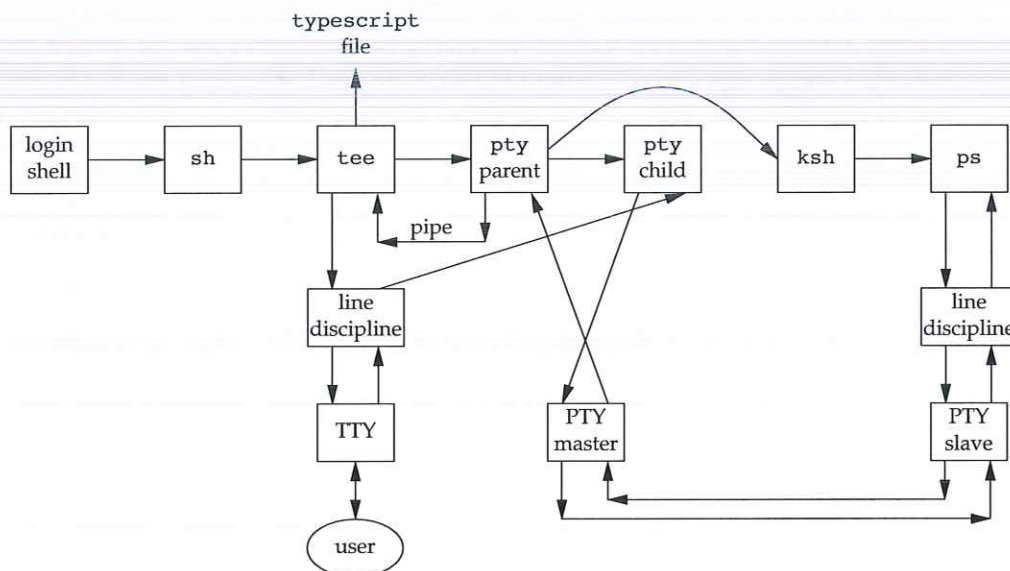 typescript
file
login
shell
sh
tee
pty
parent
pty
child
ksh
ps
pipe
line
discipline
line
discipline
TTY
PTY
master
PTY
slave
user